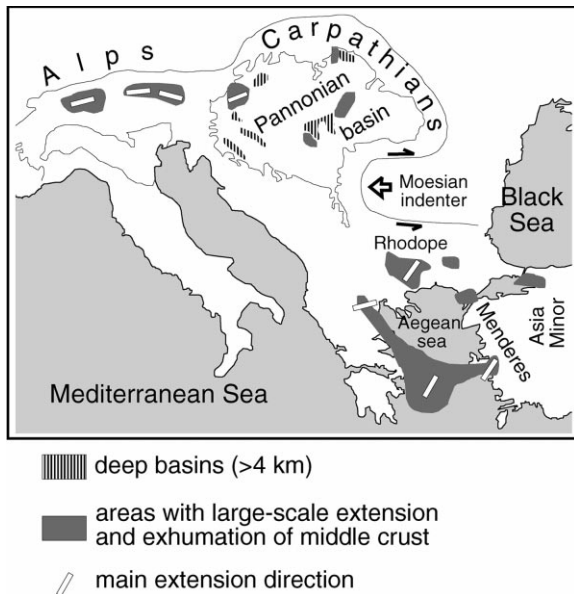 Alps
Carpathians
Pannonian
basin
Moesian
indenter
Black
Sea
Rhodope
Aegean
sea
Menderes
Asia
Minor
Mediterranean Sea
deep basins (>4 km)
areas with large-scale extension
and exhumation of middle crust
main extension direction